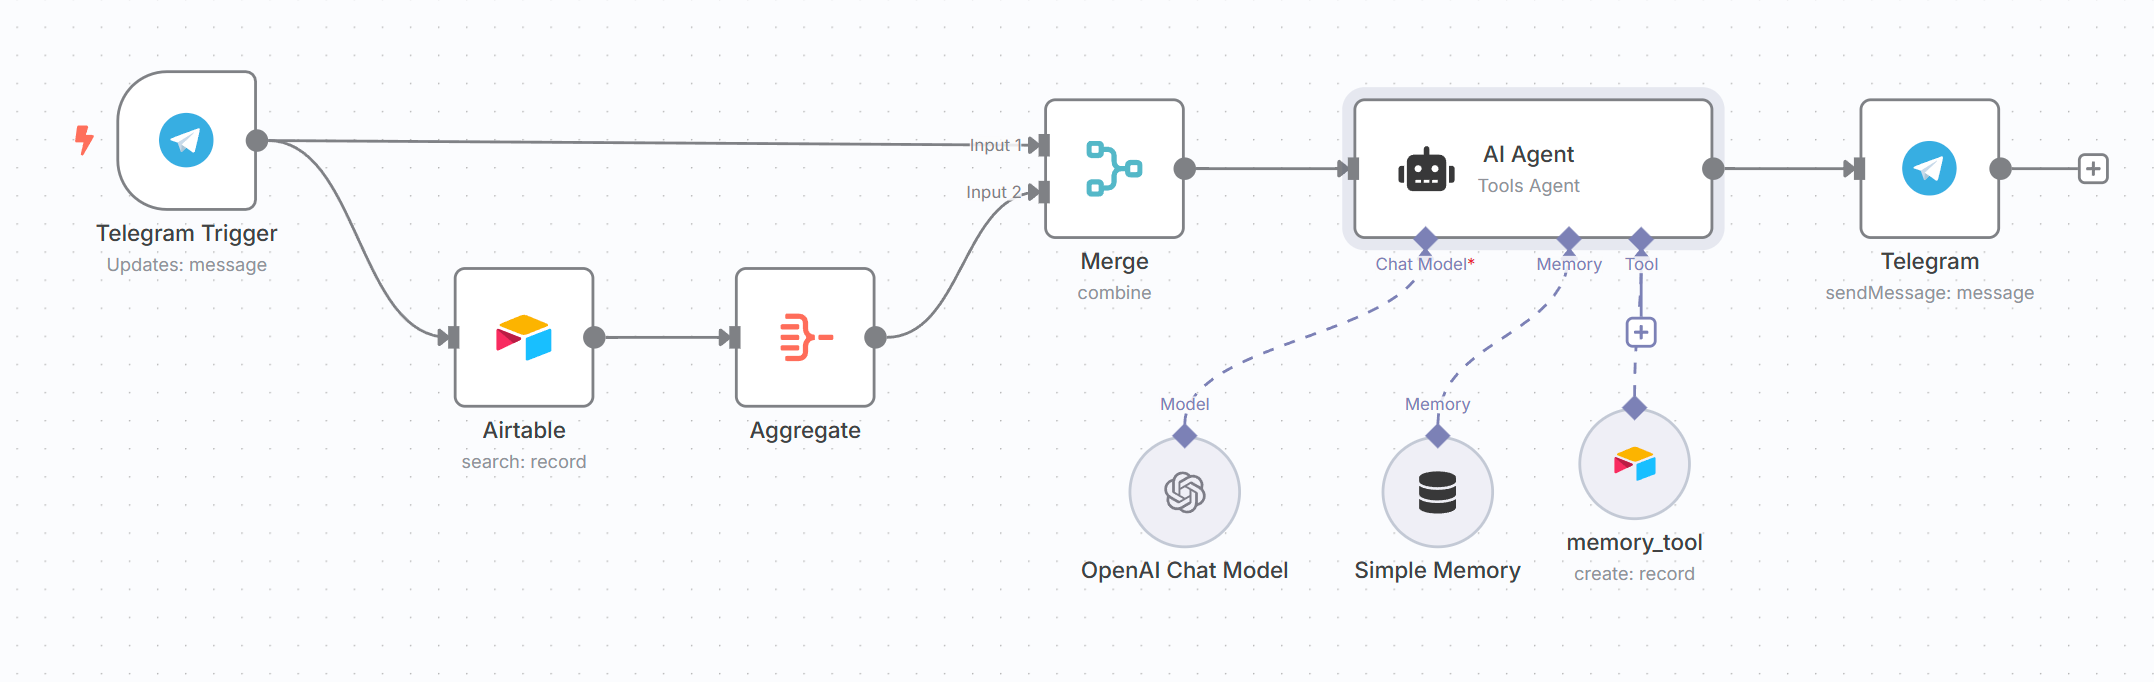 Telegram Trigger
Updates: message
Airtable
search: record
Aggregate
Input 1
Input 2
Merge
combine
AI Agent
Tools Agent
Chat Model*
Memory
Tool
Model
OpenAI Chat Model
Memory
Simple Memory
memory_tool
create: record
Telegram
sendMessage: message